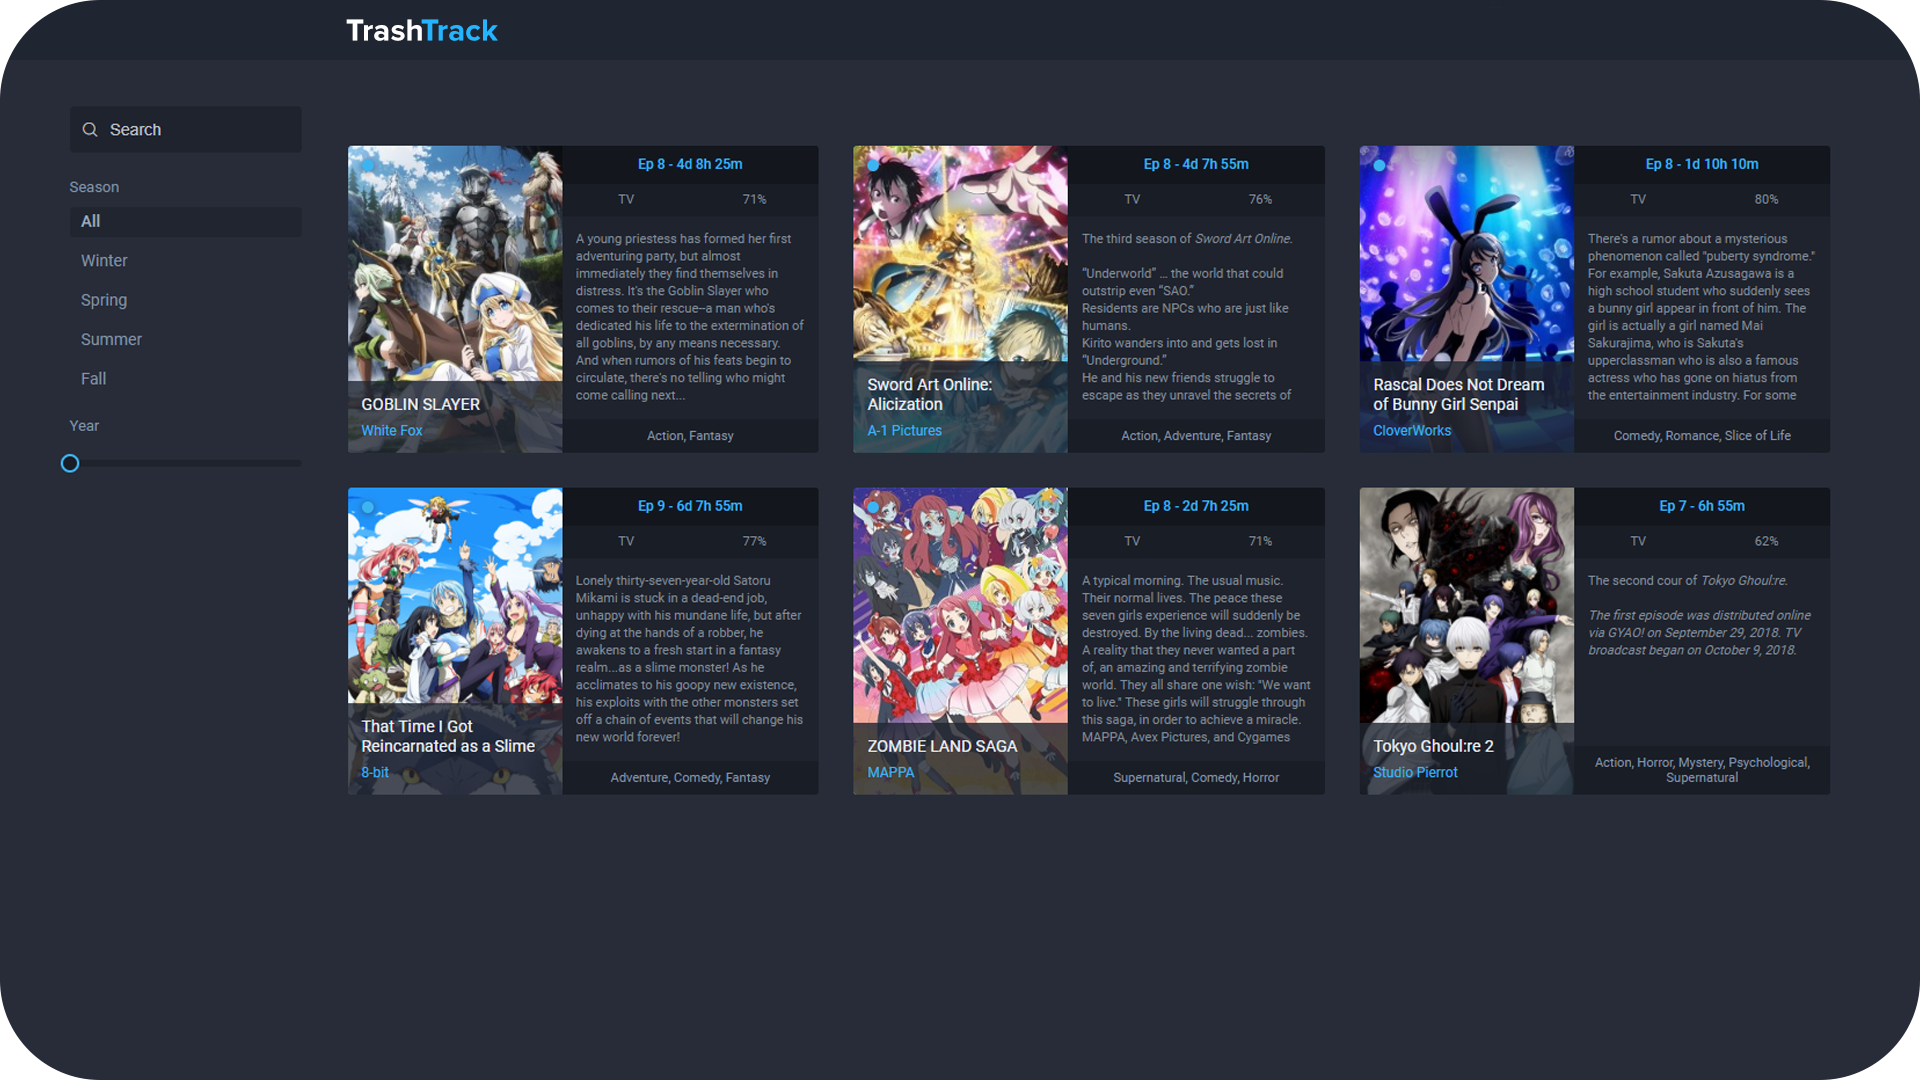 TrashTrack
Search
Season
All
Winter
Spring
Summer
Fall
Year
Ep 8 - 4d 8h 25m
TV 71%
A young priestess has formed her first
adventuring party, but almost
immediately they find themselves in
distress. It's the Goblin Slayer who
comes to their rescue–a man who's
dedicated his life to the extermination of
all goblins, by any means necessary.
And when rumors of his feats begin to
circulate, there's no telling who might
come calling next...
GOBLIN SLAYER
White Fox
Action, Fantasy
Ep 8 - 4d 7h 55m
TV 76%
The third season of Sword Art Online.
“Underworld” … the world that could
outstrip even “SAO.”
Residents are NPCs who are just like
humans.
Kirito wanders into and gets lost in
“Underground.”
He and his new friends struggle to
escape as they unravel the secrets of
Sword Art Online:
Alicization
A-1 Pictures
Action, Adventure, Fantasy
Ep 8 - 1d 10h 10m
TV 80%
There's a rumor about a mysterious
phenomenon called "puberty syndrome."
For example, Sakuta Azusagawa is a
high school student who suddenly sees
a bunny girl appear in front of him. The
girl is actually a girl named Mai
Sakurajima, who is Sakuta's
upperclassman who is also a famous
actress who has gone on hiatus from
the entertainment industry. For some
Rascal Does Not Dream
of Bunny Girl Senpai
CloverWorks
Comedy, Romance, Slice of Life
Ep 9 - 6d 7h 55m
TV 77%
Lonely thirty-seven-year-old Satoru
Mikami is stuck in a dead-end job,
unhappy with his mundane life, but after
dying at the hands of a robber, he
awakens to a fresh start in a fantasy
realm...as a slime monster! As he
acclimates to his goopy new existence,
his exploits with the other monsters set
off a chain of events that will change his
new world forever!
That Time I Got
Reincarnated as a Slime
8-bit
Adventure, Comedy, Fantasy
Ep 8 - 2d 7h 25m
TV 71%
A typical morning. The usual music.
Their normal lives. The peace these
seven girls experience will suddenly be
destroyed. By the living dead... zombies.
A reality that they never wanted a part
of, an amazing and terrifying zombie
world. They all share one wish: "We want
to live." These girls will struggle through
this saga, in order to achieve a miracle.
MAPPA, Avex Pictures, and Cygames
ZOMBIE LAND SAGA
MAPPA
Supernatural, Comedy, Horror
Ep 7 - 6h 55m
TV 62%
The second cour of Tokyo Ghoul:re.
The first episode was distributed online
via GYAO! on September 29, 2018. TV
broadcast began on October 9, 2018.
Tokyo Ghoul:re 2
Studio Pierrot
Action, Horror, Mystery, Psychological,
Supernatural